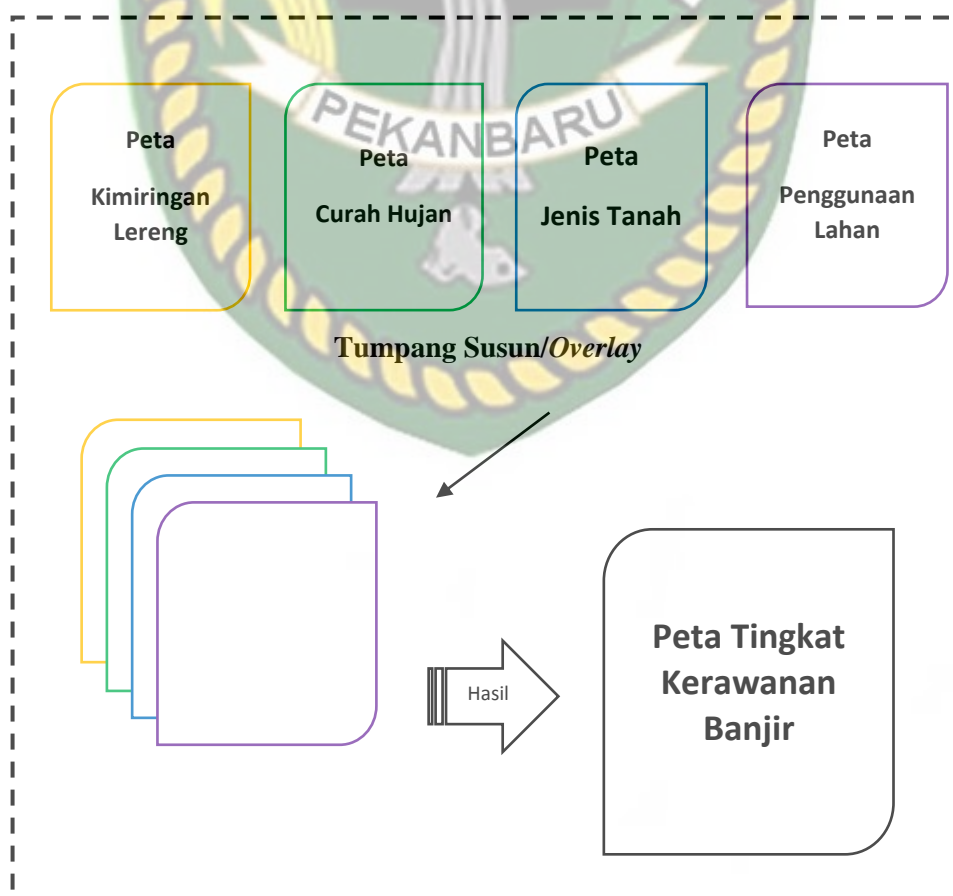 PEKANBARU
Peta
Kimiringan
Lereng
Peta
Curah Hujan
Peta
Jenis Tanah
Peta
Penggunaan
Lahan
Tumpang Susun/Overlay
Hasil
Peta Tingkat
Kerawanan
Banjir